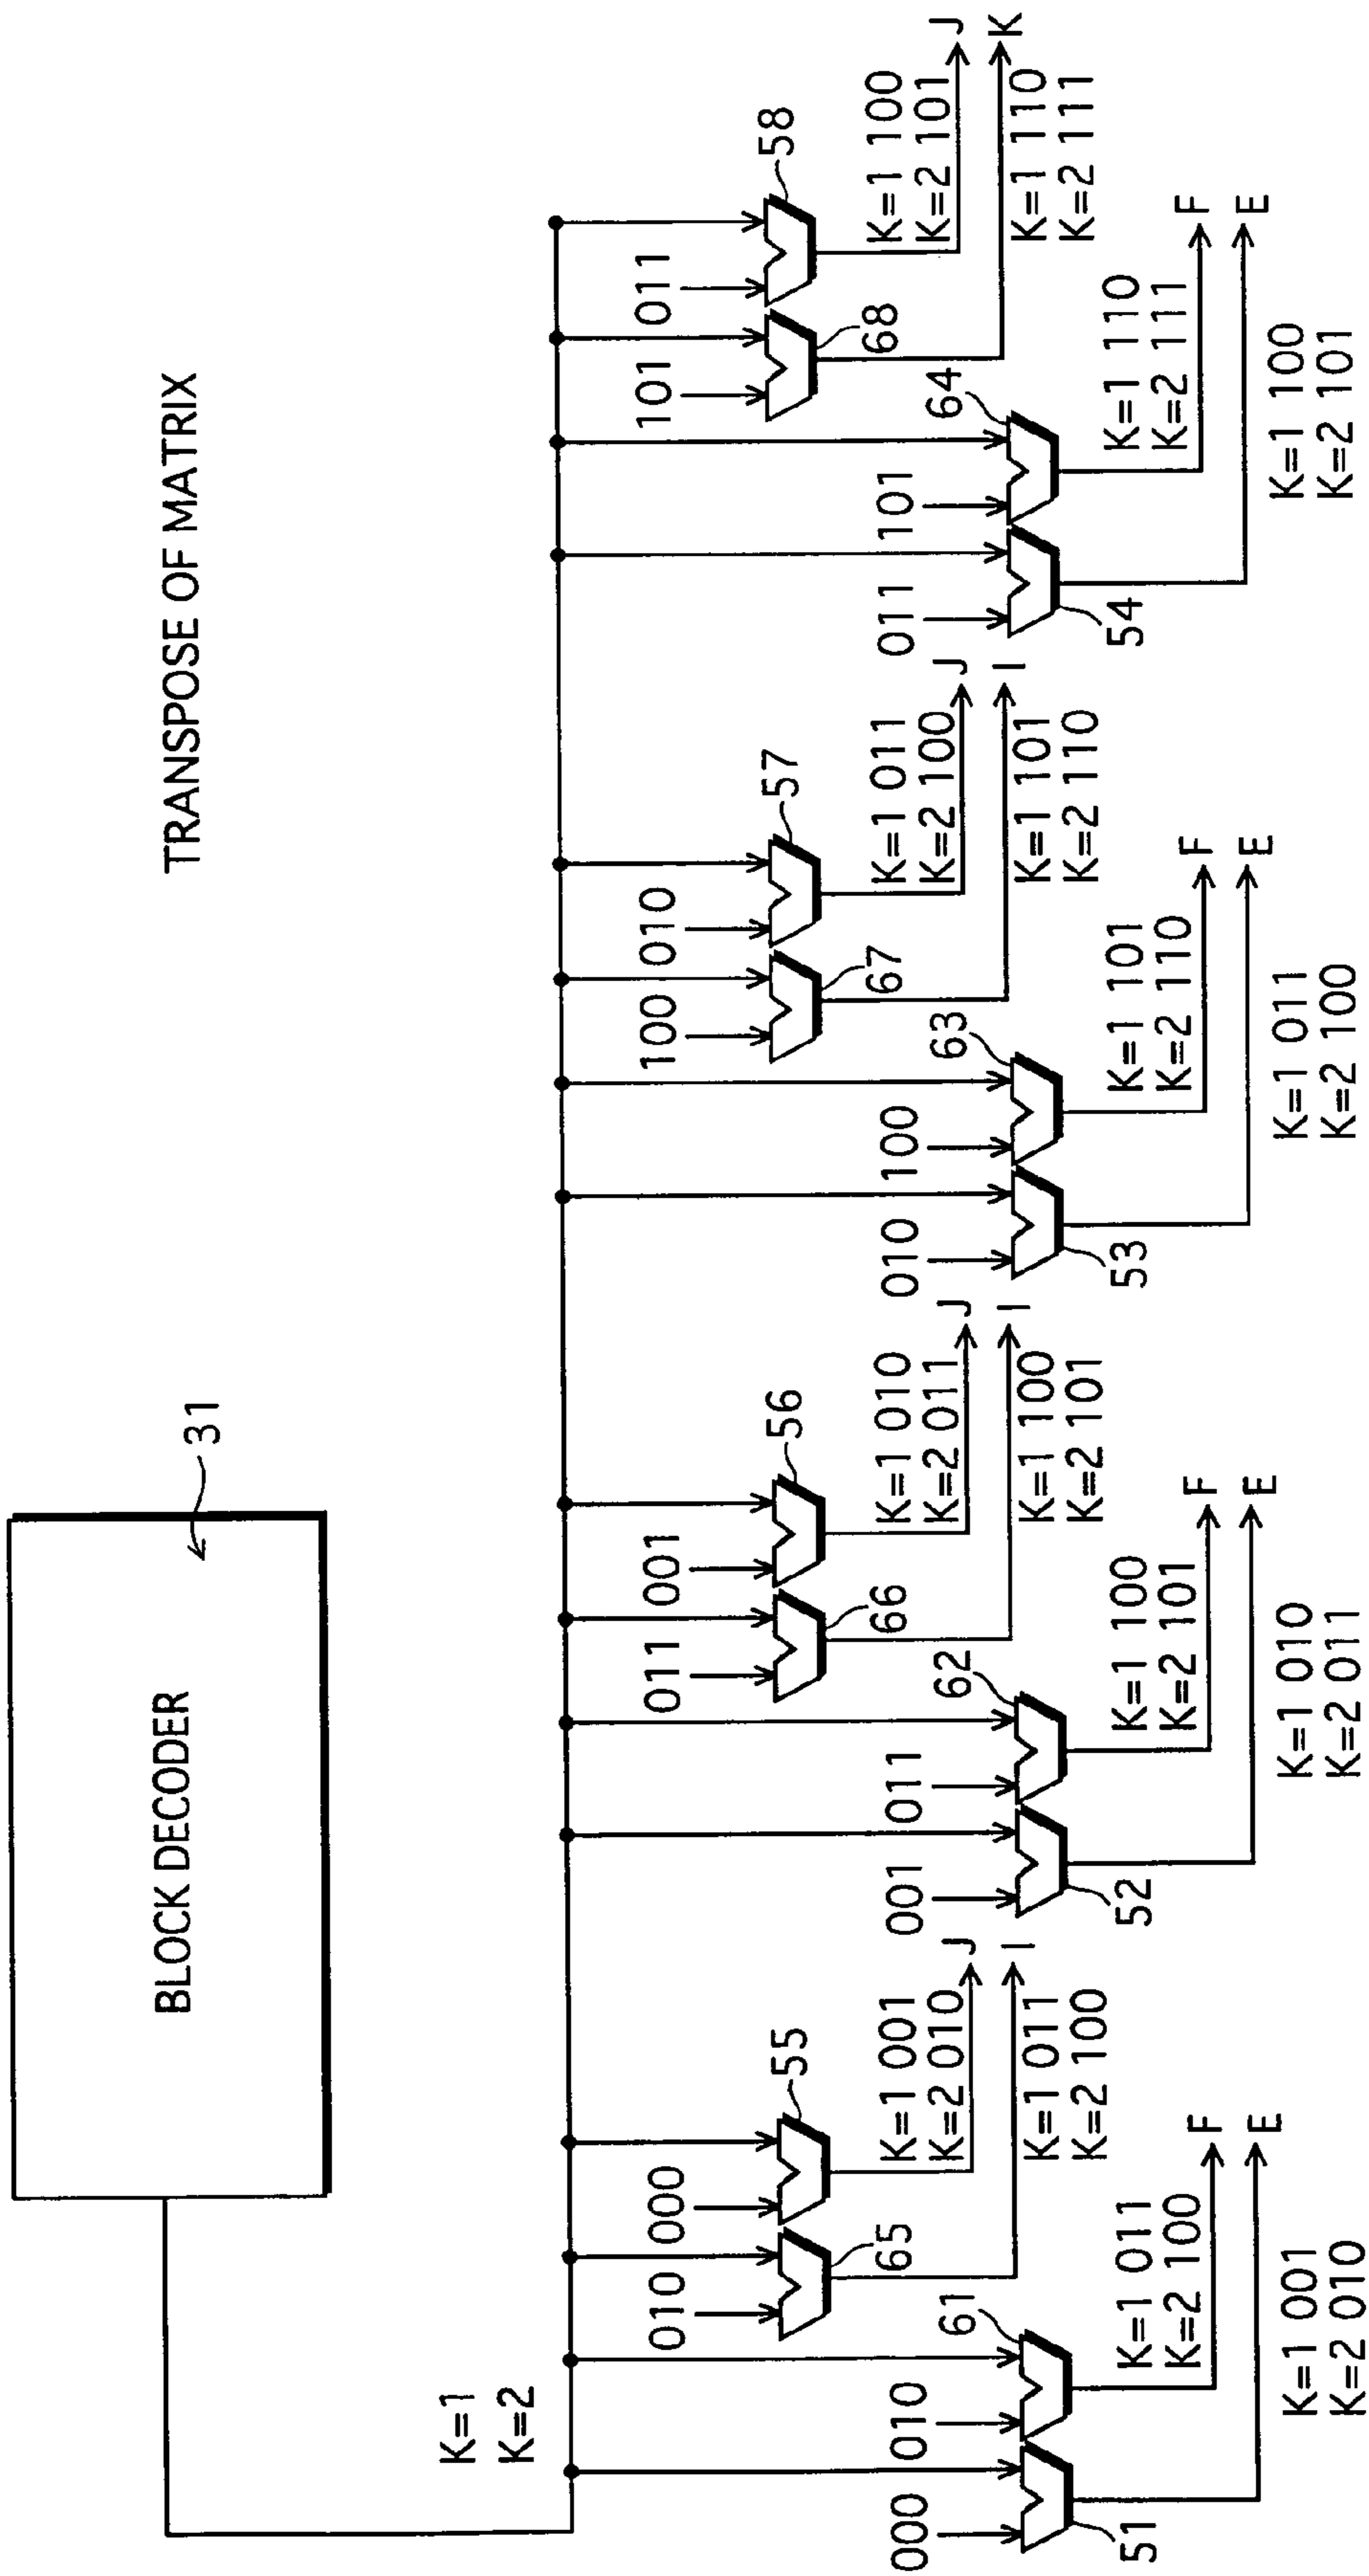 TRANSPOSE OF MATRIX
BLOCK DECODER
31
K=1
K=2
010
000
65
55
K=1 001
K=2 010
J
I
K=1 011
K=2 100
000
010
51
61
K=1 011
K=2 100
F
E
K=1 001
K=2 010
011
001
66
56
K=1 010
K=2 011
J
I
K=1 100
K=2 101
001
011
52
62
K=1 100
K=2 101
F
E
K=1 010
K=2 011
100
010
67
57
K=1 011
K=2 100
J
I
K=1 101
K=2 110
010
100
53
63
K=1 101
K=2 110
F
E
K=1 011
K=2 100
101
011
68
58
K=1 100
K=2 101
J
K
K=1 110
K=2 111
011
101
54
64
K=1 110
K=2 111
F
E
K=1 100
K=2 101